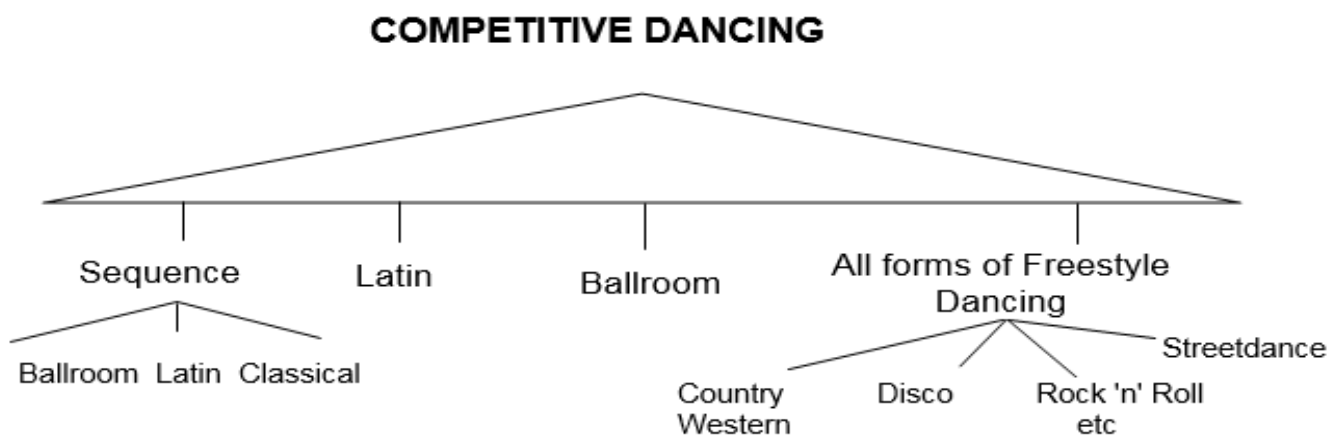 COMPETITIVE DANCING
Sequence
Latin
Ballroom
All forms of Freestyle
Dancing
Ballroom
Latin
Classical
Country
Western
Disco
Rock 'n' Roll
etc
Streetdance